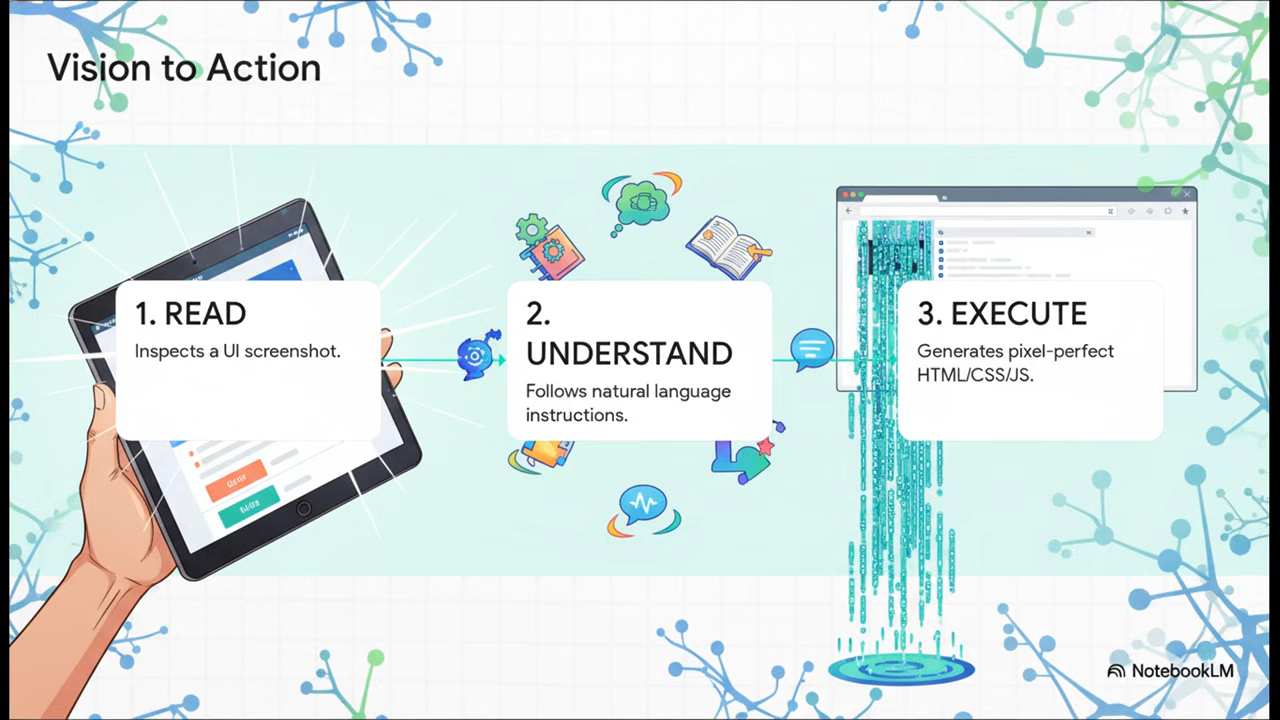 Vision to Action
1. READ
Inspects a UI screenshot.
2.
UNDERSTAND
Follows natural language
instructions.
3. EXECUTE
Generates pixel-perfect
HTML/CSS/JS.
NotebookLM